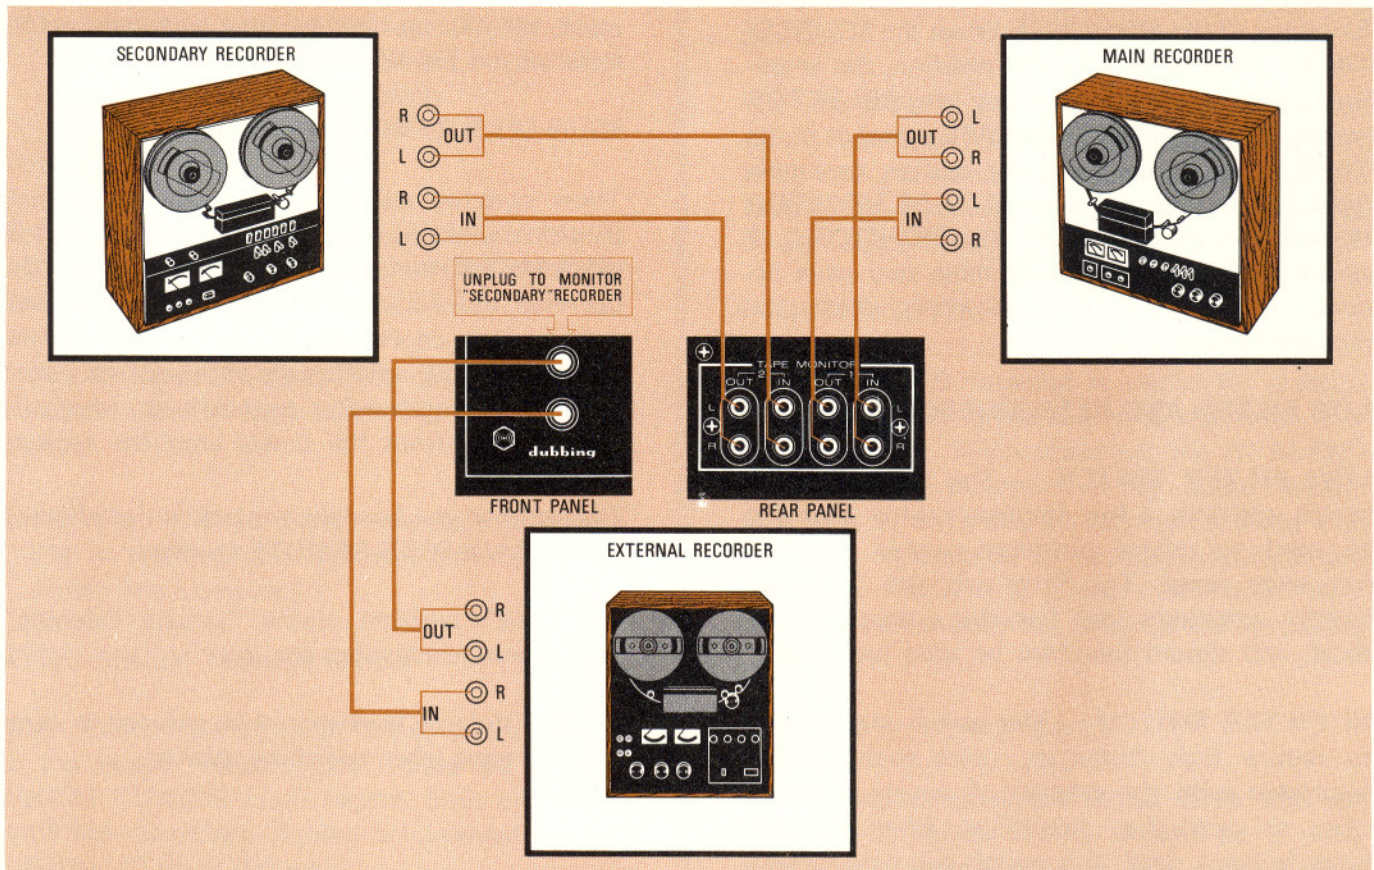 SECONDARY RECORDER
MAIN RECORDER
R
OUT
L
R
IN
L
L
OUT
R
L
IN
R
UNPLUG TO MONITOR
"SECONDARY" RECORDER
TAPE MONITOR
2
1
OUT
IN
OUT
IN
L
L
R
R
dubbing
FRONT PANEL
REAR PANEL
EXTERNAL RECORDER
R
OUT
L
R
IN
L